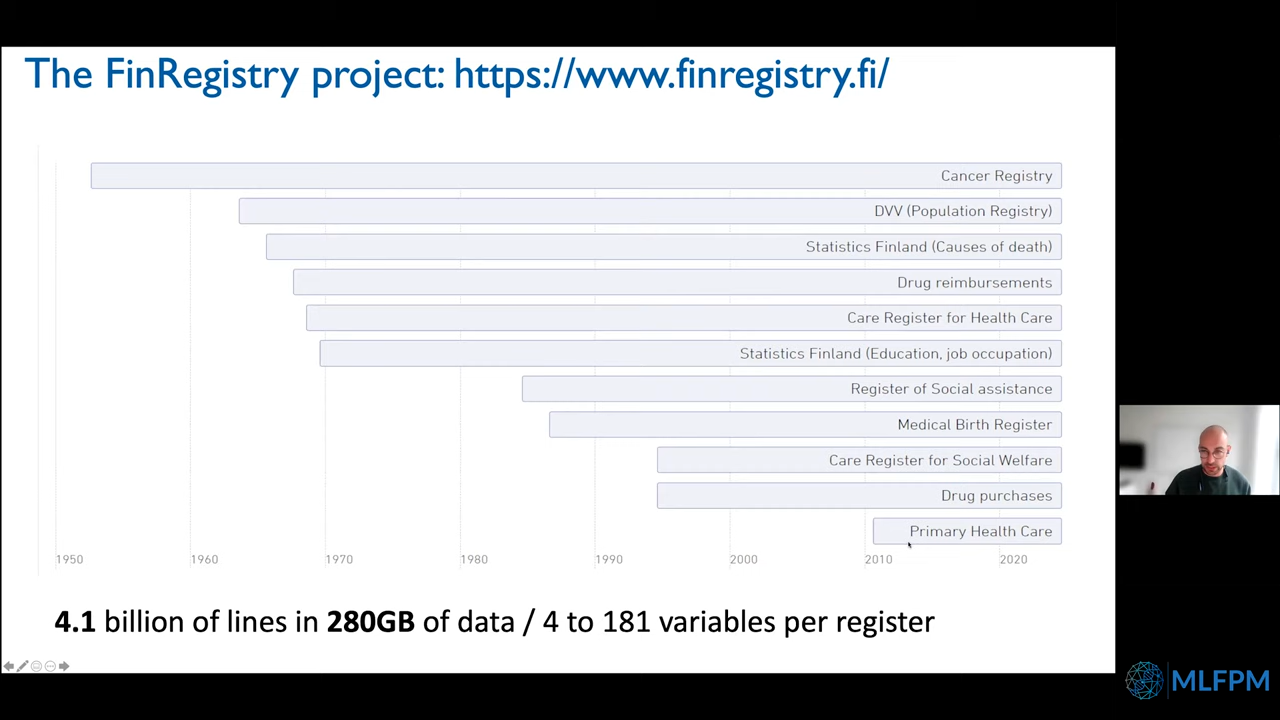 The FinRegistry project: https://www.finregistry.fi/
Cancer Registry
DVV (Population Registry)
Statistics Finland (Causes of death)
Drug reimbursements
Care Register for Health Care
Statistics Finland (Education, job occupation)
Register of Social assistance
Medical Birth Register
Care Register for Social Welfare
Drug purchases
Primary Health Care
1950 1960 1970 1980 1990 2000 2010 2020
4.1 billion of lines in 280GB of data / 4 to 181 variables per register
MLFPM